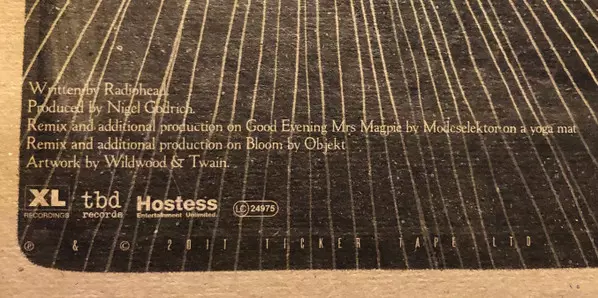 Written by Radiohead.
Produced by Nigel Godrich.
Remix and additional production on Good Evening Mrs Magpie by Modeselektor on a yoga mat
Remix and additional production on Bloom by Objekt
Artwork by Wildwood & Twain.
XL RECORDINGS
tbd records
Hostess Entertainment Unlimited.
LC 24975
℗ & © 2011 TICKER TAPE LTD